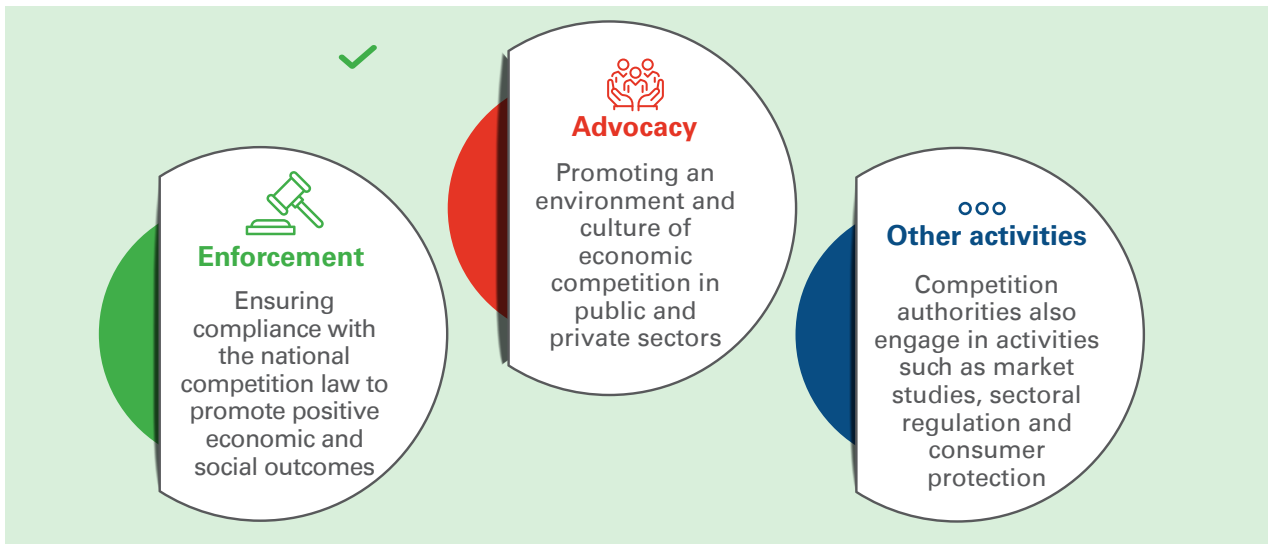 Enforcement
Ensuring
compliance with
the national
competition law to
promote positive
economic and
social outcomes
Advocacy
Promoting an
environment and
culture of
economic
competition in
public and
private sectors
Other activities
Competition
authorities also
engage in activities
such as market
studies, sectoral
regulation and
consumer
protection